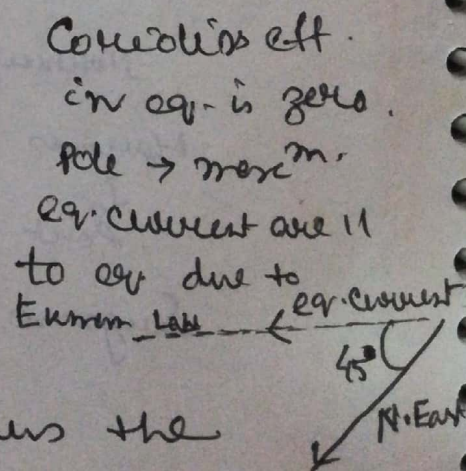 Coriolis eff.
in eq. is zero.
Pole → maxm.
eq. current are ||
to eq due to
Ekman Law eq. current
45°
N. East
the